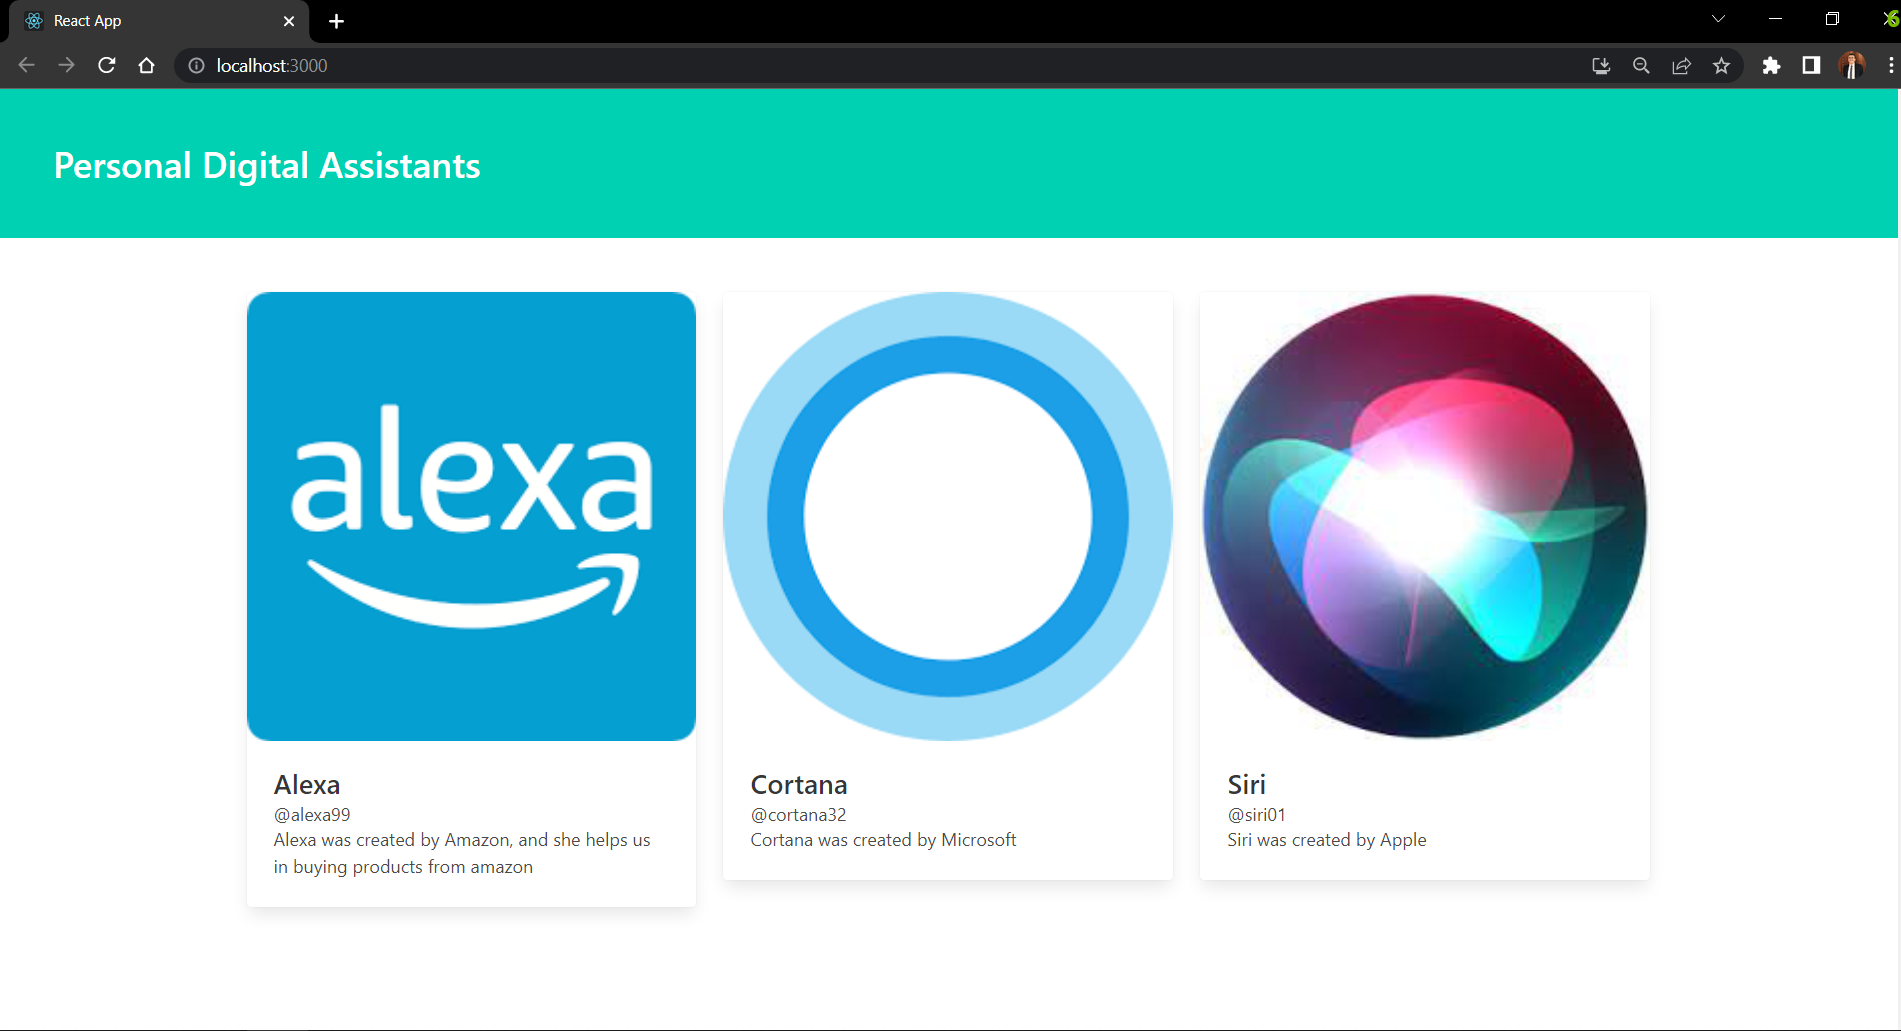 React App
localhost:3000
Personal Digital Assistants
alexa
Alexa
@alexa99
Alexa was created by Amazon, and she helps us
in buying products from amazon
Cortana
@cortana32
Cortana was created by Microsoft
Siri
@siri01
Siri was created by Apple